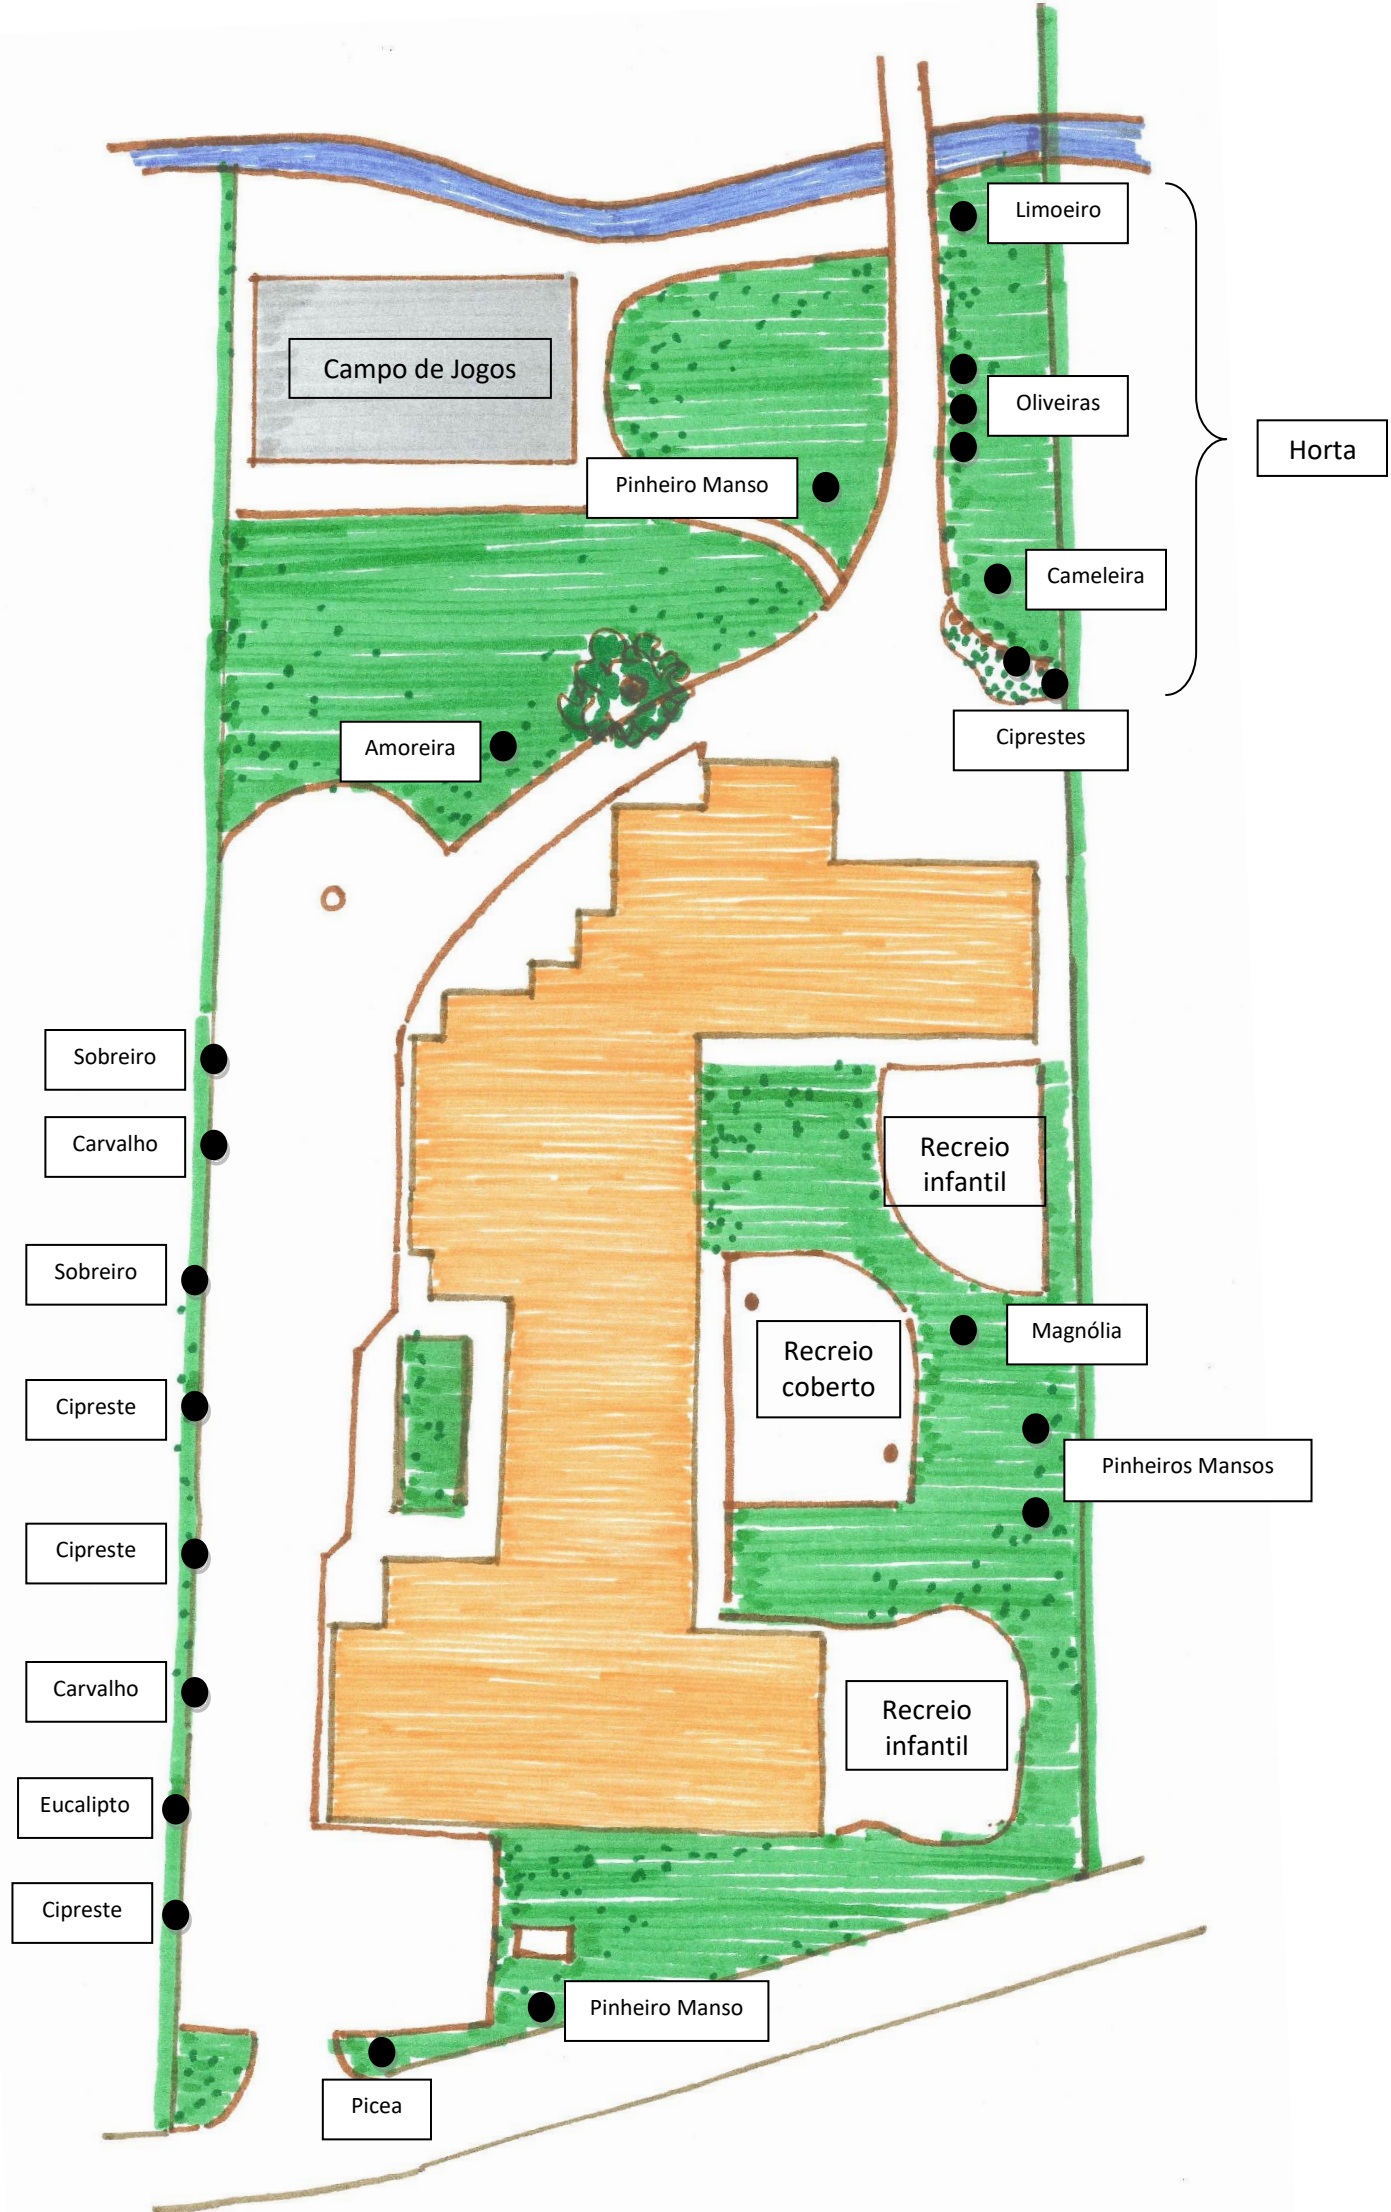 Limoeiro
Campo de Jogos
Oliveiras
Horta
Pinheiro Manso
Cameleira
Ciprestes
Amoreira
Sobreiro
Carvalho
Recreio
infantil
Sobreiro
Magnólia
Recreio
coberto
Cipreste
Pinheiros Mansos
Cipreste
Carvalho
Recreio
infantil
Eucalipto
Cipreste
Pinheiro Manso
Picea